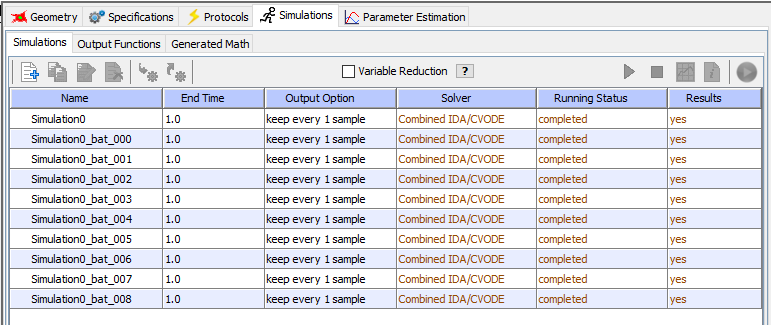 Geometry Specifications Protocols Simulations Parameter Estimation
Simulations Output Functions Generated Math
Variable Reduction ?
Name End Time Output Option Solver Running Status Results
Simulation0 1.0 keep every 1 sample Combined IDA/CVODE completed yes
Simulation0_bat_000 1.0 keep every 1 sample Combined IDA/CVODE completed yes
Simulation0_bat_001 1.0 keep every 1 sample Combined IDA/CVODE completed yes
Simulation0_bat_002 1.0 keep every 1 sample Combined IDA/CVODE completed yes
Simulation0_bat_003 1.0 keep every 1 sample Combined IDA/CVODE completed yes
Simulation0_bat_004 1.0 keep every 1 sample Combined IDA/CVODE completed yes
Simulation0_bat_005 1.0 keep every 1 sample Combined IDA/CVODE completed yes
Simulation0_bat_006 1.0 keep every 1 sample Combined IDA/CVODE completed yes
Simulation0_bat_007 1.0 keep every 1 sample Combined IDA/CVODE completed yes
Simulation0_bat_008 1.0 keep every 1 sample Combined IDA/CVODE completed yes